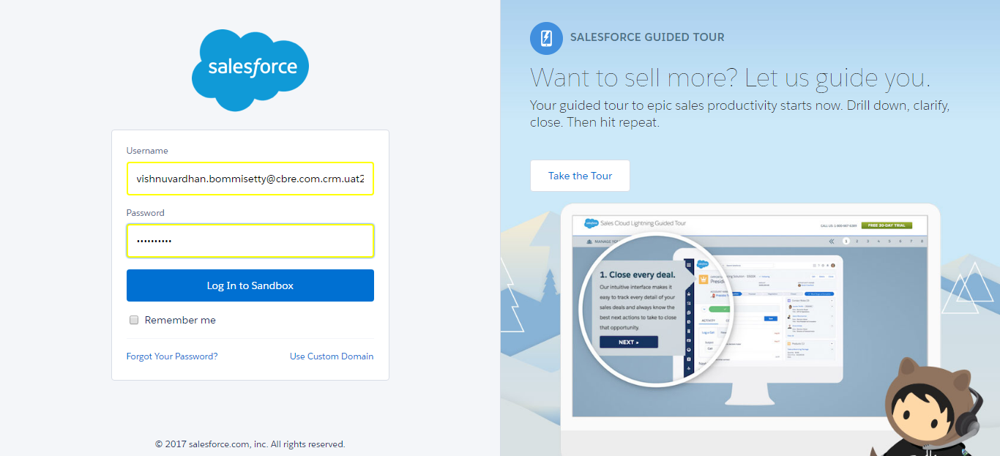 salesforce
Username
vishnuvardhan.bommisetty@cbre.com.crm.uat2
Password
••••••••••
Log In to Sandbox
Remember me
Forgot Your Password?
Use Custom Domain
© 2017 salesforce.com, inc. All rights reserved.
SALESFORCE GUIDED TOUR
Want to sell more? Let us guide you.
Your guided tour to epic sales productivity starts now. Drill down, clarify,
close. Then hit repeat.
Take the Tour
salesforce
Sales Cloud Lightning Guided Tour
FREE 30-DAY TRIAL
MANAGE YO
1 2 3 4 5 6 7 8
1. Close every deal.
Our intuitive interface makes it
easy to track every detail of your
sales deals and always know the
best next actions to take to close
that opportunity.
NEXT »
ACTIVITY
Log a Call
Next